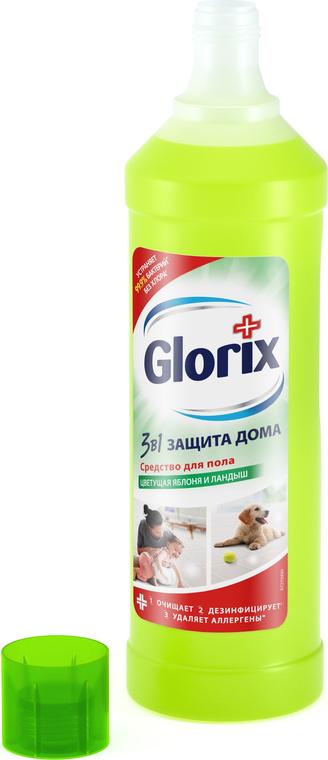 УСТРАНЯЕТ
99,9% БАКТЕРИЙ*
БЕЗ ХЛОРА
Glorix
3в1 ЗАЩИТА ДОМА
Средство для пола
ЦВЕТУЩАЯ ЯБЛОНЯ И ЛАНДЫШ
1 ОЧИЩАЕТ 2 ДЕЗИНФИЦИРУЕТ*
3 УДАЛЯЕТ АЛЛЕРГЕНЫ*